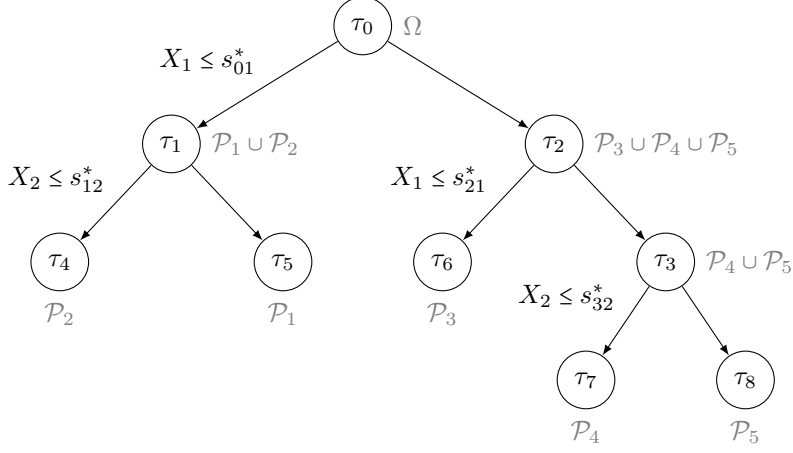 τ₀ Ω
X₁ ≤ s*₀₁
τ₁ 𝒫₁ ∪ 𝒫₂
τ₂ 𝒫₃ ∪ 𝒫₄ ∪ 𝒫₅
X₂ ≤ s*₁₂
X₁ ≤ s*₂₁
τ₄
τ₅
τ₆
τ₃ 𝒫₄ ∪ 𝒫₅
𝒫₂
𝒫₁
𝒫₃
X₂ ≤ s*₃₂
τ₇
τ₈
𝒫₄
𝒫₅